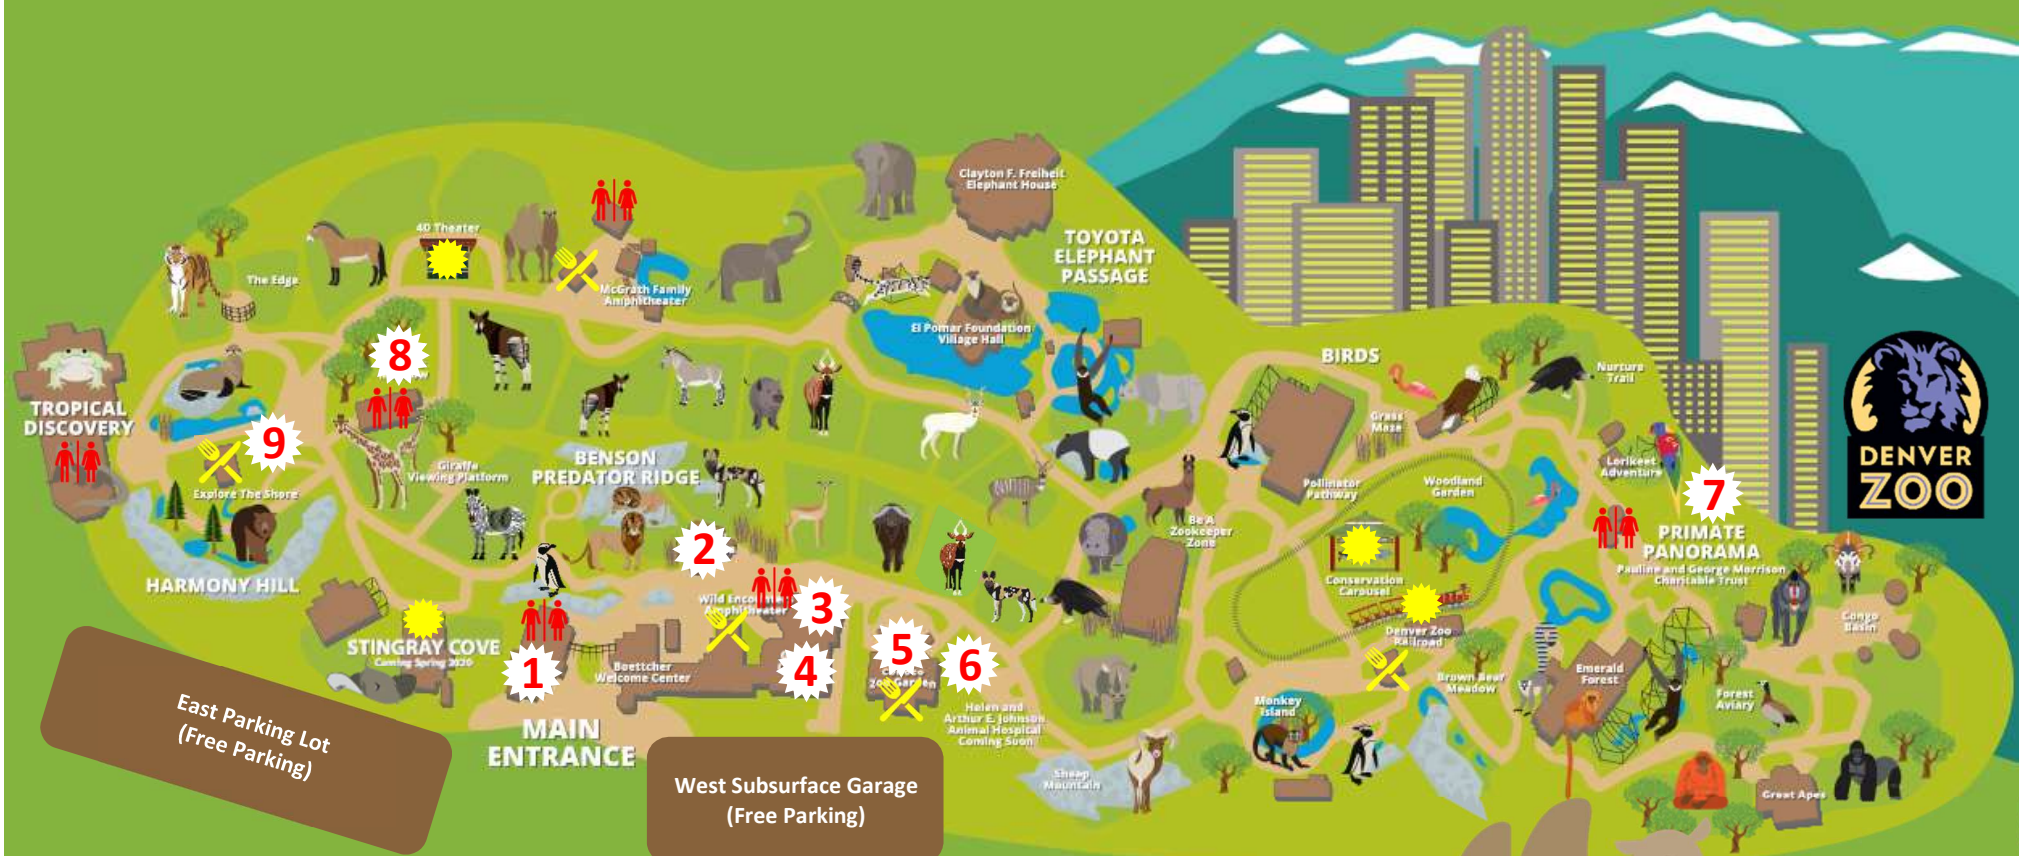 Clayton F. Freiheit
Elephant House
TOYOTA
ELEPHANT
PASSAGE
4D Theater
The Edge
McGrath Family
Amphitheater
El Pomar Foundation
Village Hall
BIRDS
Nurture
Trail
8
TROPICAL
DISCOVERY
9
Grass
Maze
DENVER
ZOO
BENSON
PREDATOR RIDGE
Giraffe
Viewing Platform
Explore The Shore
Pollinator
Pathway
Woodland
Garden
Lorikeet
Adventure
7
PRIMATE
PANORAMA
Pauline and George Morrison
Charitable Trust
Be A
Zookeeper
Zone
2
HARMONY HILL
Conservation
Carousel
Wild
Amphitheater
3
STINGRAY COVE
Coming Spring 2020
1
Boettcher
Welcome Center
4
5
Zoo Garden
6
Denver Zoo
Railroad
Congo
Basin
Emerald
Forest
Brown Bear
Meadow
Forest
Aviary
Monkey
Island
Helen and
Arthur E. Johnson
Animal Hospital
Coming Soon
MAIN
ENTRANCE
East Parking Lot
(Free Parking)
West Subsurface Garage
(Free Parking)
Sheep
Mountain
Great Apes